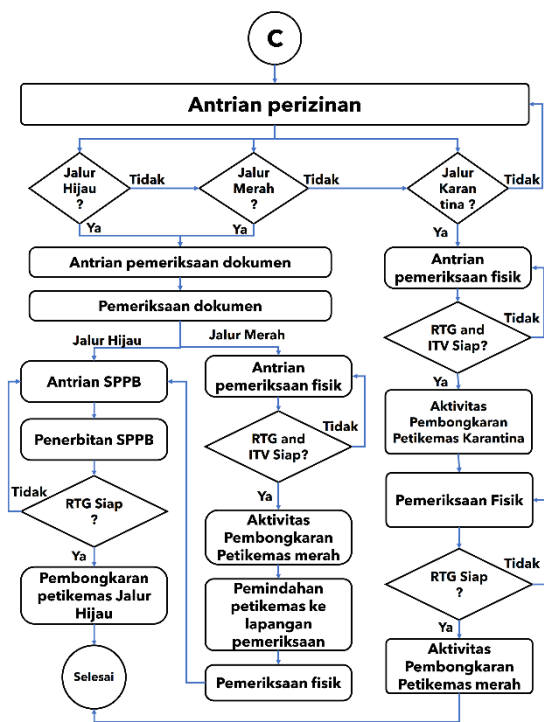 C
Antrian perizinan
Jalur
Hijau
?
Tidak
Jalur
Merah
?
Tidak
Jalur
Karan
tina ?
Tidak
Ya
Ya
Ya
Antrian pemeriksaan dokumen
Pemeriksaan dokumen
Jalur Hijau
Jalur Merah
Antrian SPPB
Penerbitan SPPB
Tidak
RTG Siap
?
Ya
Pembongkaran
petikemas Jalur
Hijau
Selesai
Antrian
pemeriksaan fisik
Tidak
RTG and
ITV Siap?
Ya
Aktivitas
Pembongkaran
Petikemas merah
Pemindahan
petikemas ke
lapangan
pemeriksaan
Pemeriksaan fisik
Antrian
pemeriksaan fisik
Tidak
RTG and
ITV Siap?
Ya
Aktivitas
Pembongkaran
Petikemas Karantina
Pemeriksaan Fisik
Tidak
RTG Siap
?
Ya
Aktivitas
Pembongkaran
Petikemas merah